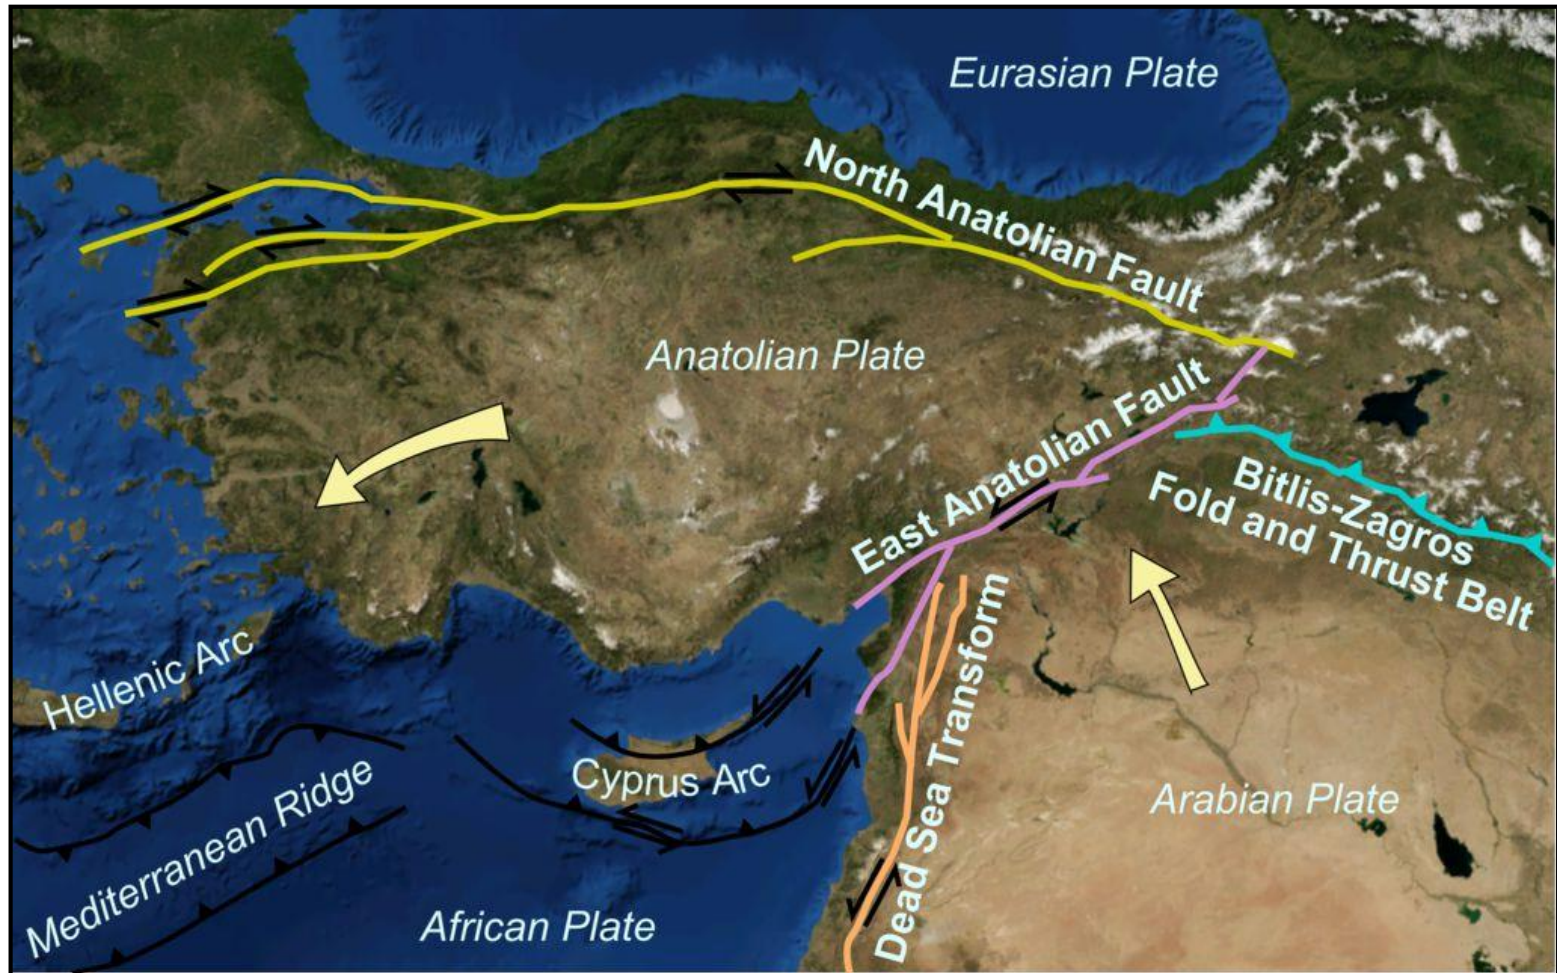 Eurasian Plate
North Anatolian Fault
Anatolian Plate
East Anatolian Fault
Bitlis-Zagros
Fold and Thrust Belt
Hellenic Arc
Dead Sea Transform
Cyprus Arc
Mediterranean Ridge
Arabian Plate
African Plate